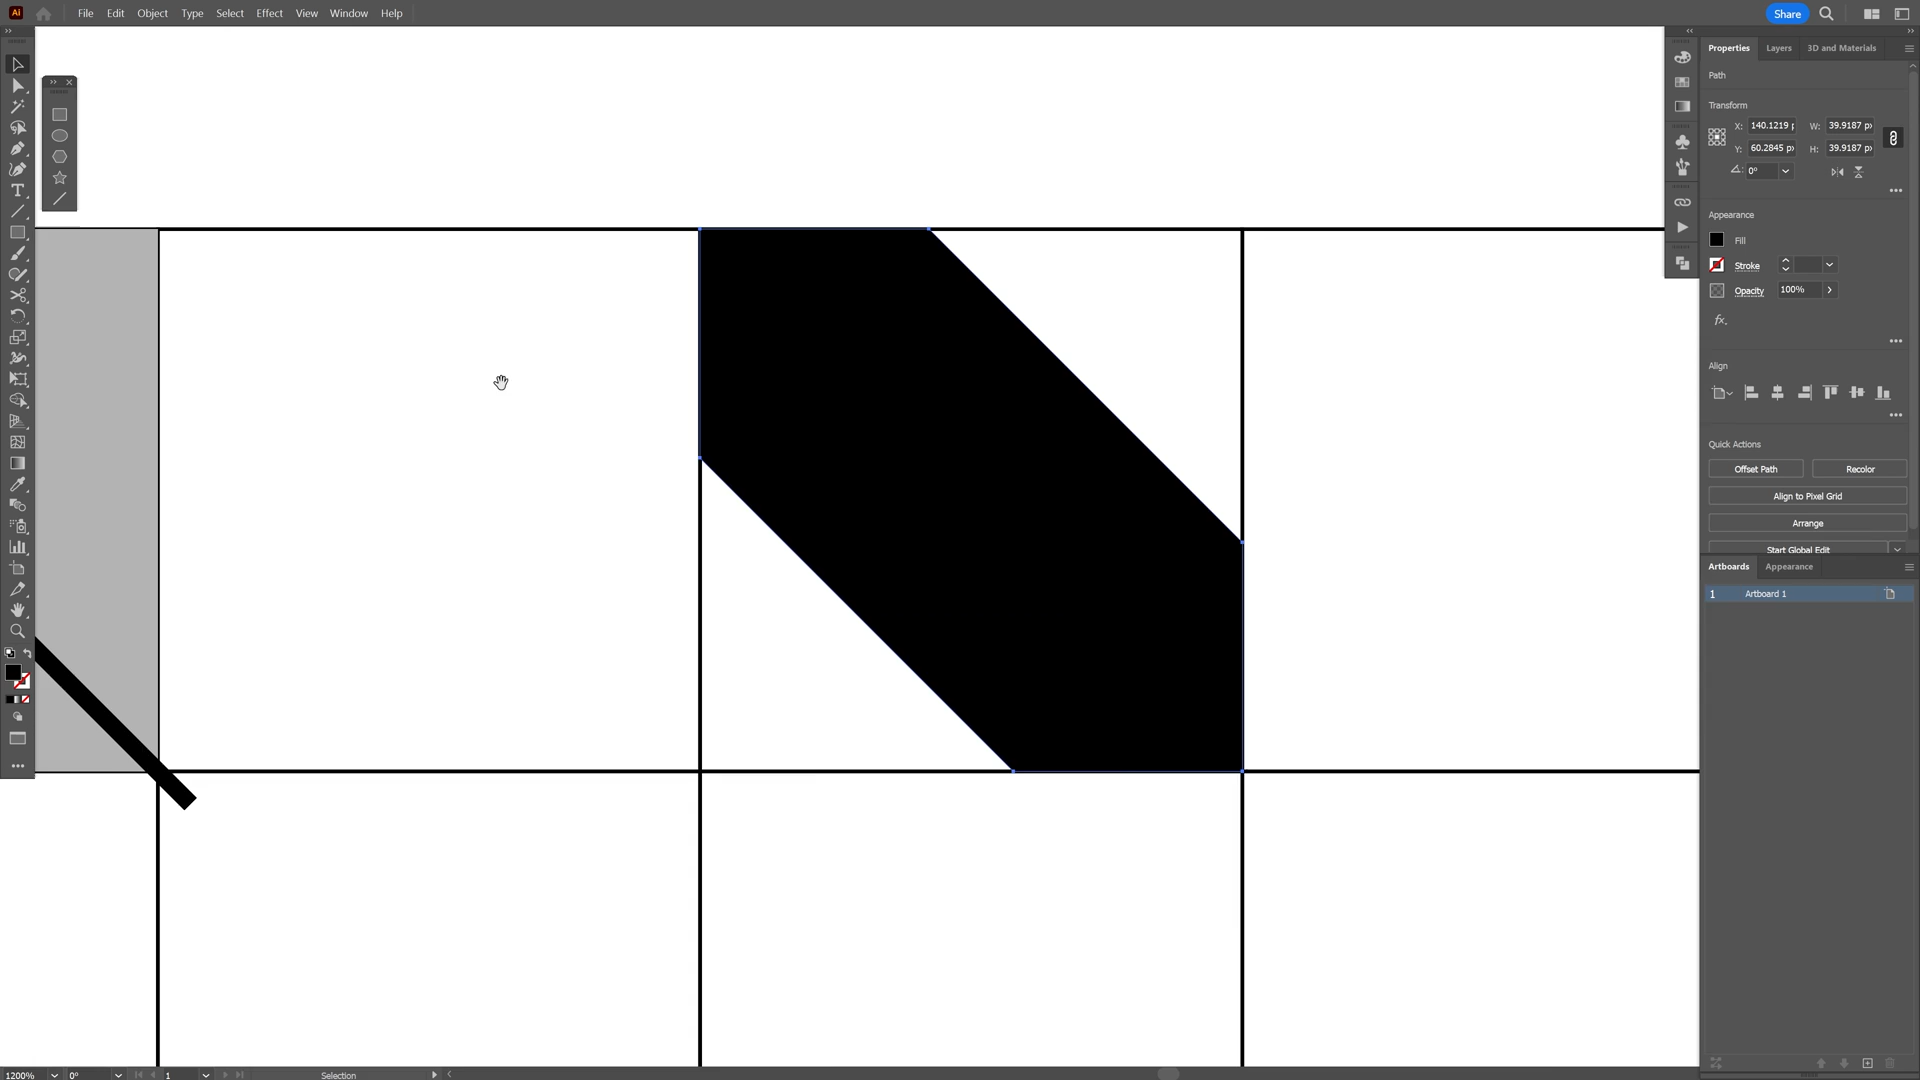 Ai File Edit Object Type Select Effect View Window Help Share
Properties Layers 3D and Materials
Path
Transform
X: 140.1219 p W: 39.9187 px
Y: 60.2845 px H: 39.9187 px
0°
Appearance
Fill
Stroke
Opacity 100%
fx.
Align
Quick Actions
Offset Path Recolor
Align to Pixel Grid
Arrange
Start Global Edit
Artboards Appearance
1 Artboard 1
1200% 0° 1 Selection